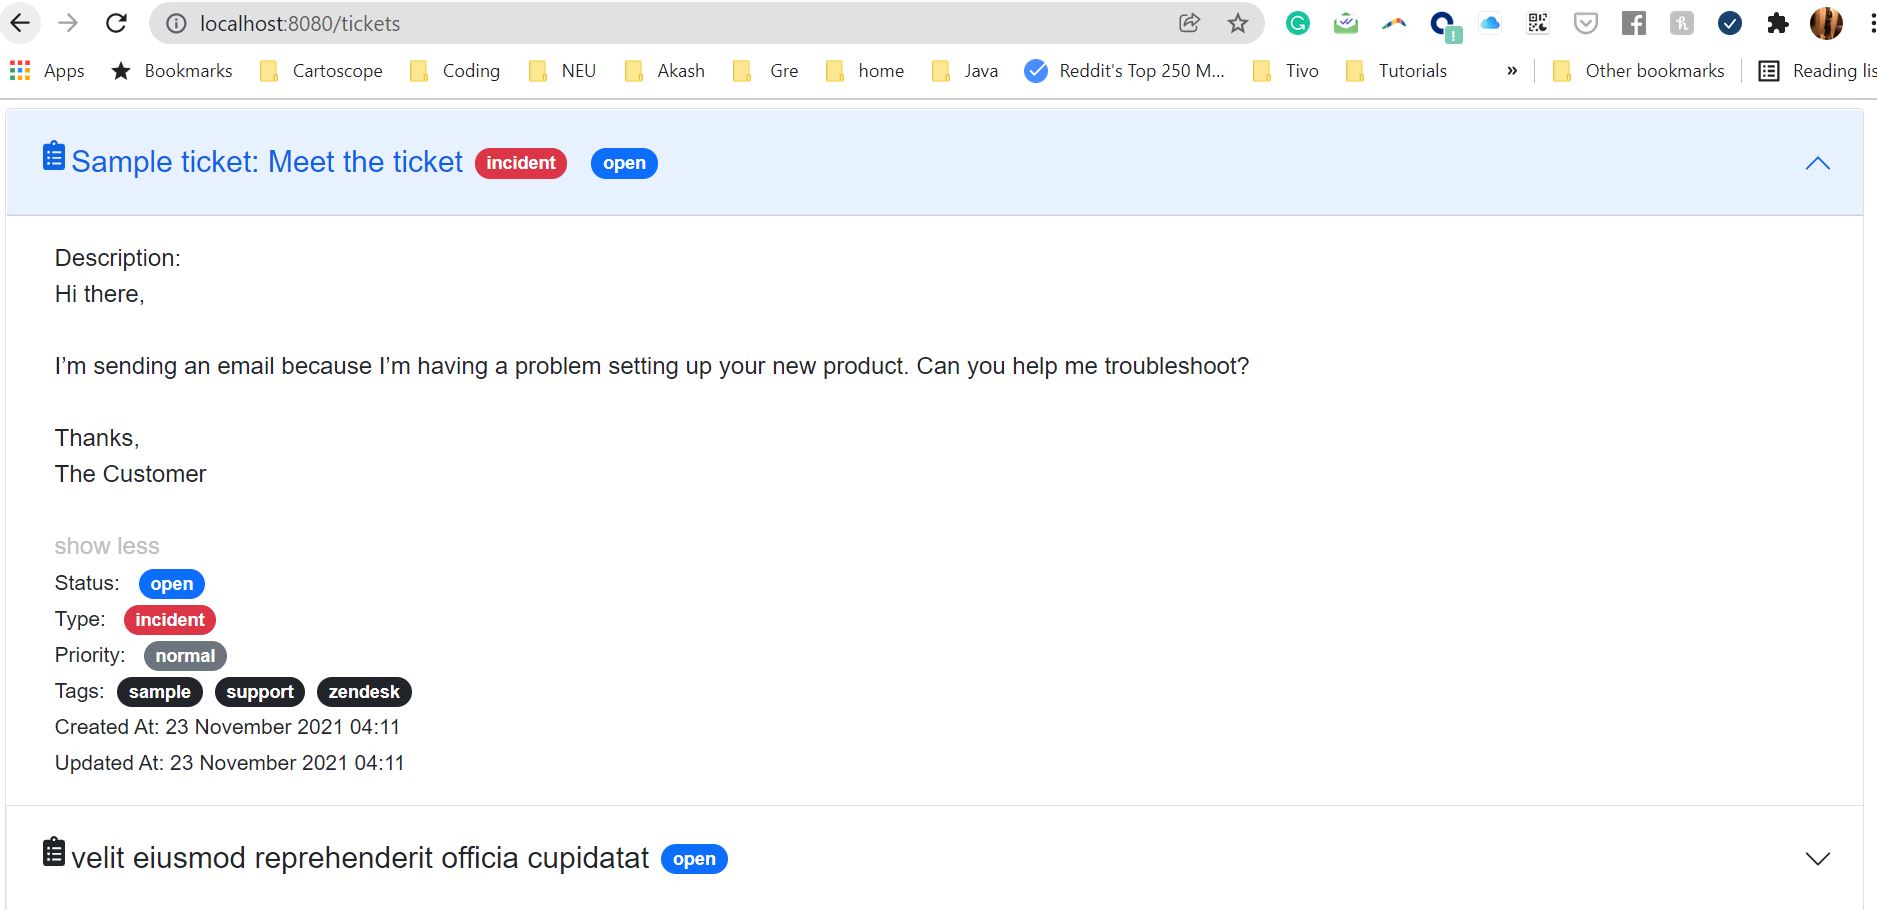 localhost:8080/tickets
Apps Bookmarks Cartoscope Coding NEU Akash Gre home Java Reddit's Top 250 M... Tivo Tutorials » Other bookmarks Reading lis
Sample ticket: Meet the ticket incident open
Description:
Hi there,
I’m sending an email because I’m having a problem setting up your new product. Can you help me troubleshoot?
Thanks,
The Customer
show less
Status: open
Type: incident
Priority: normal
Tags: sample support zendesk
Created At: 23 November 2021 04:11
Updated At: 23 November 2021 04:11
velit eiusmod reprehenderit officia cupidatat open